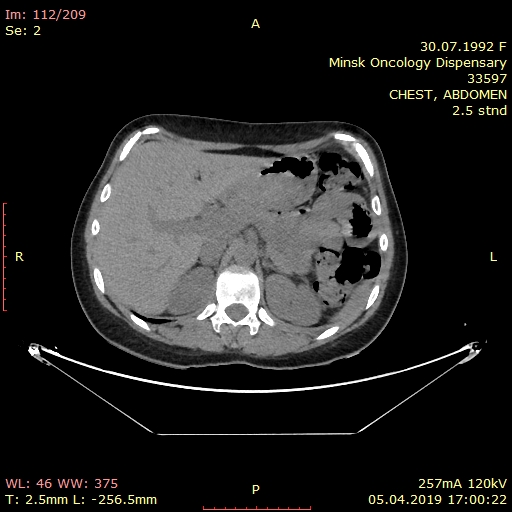 Im: 112/209
Se: 2
A
30.07.1992 F
Minsk Oncology Dispensary
33597
CHEST, ABDOMEN
2.5 stnd
R
L
WL: 46 WW: 375
T: 2.5mm L: -256.5mm
P
257mA 120kV
05.04.2019 17:00:22